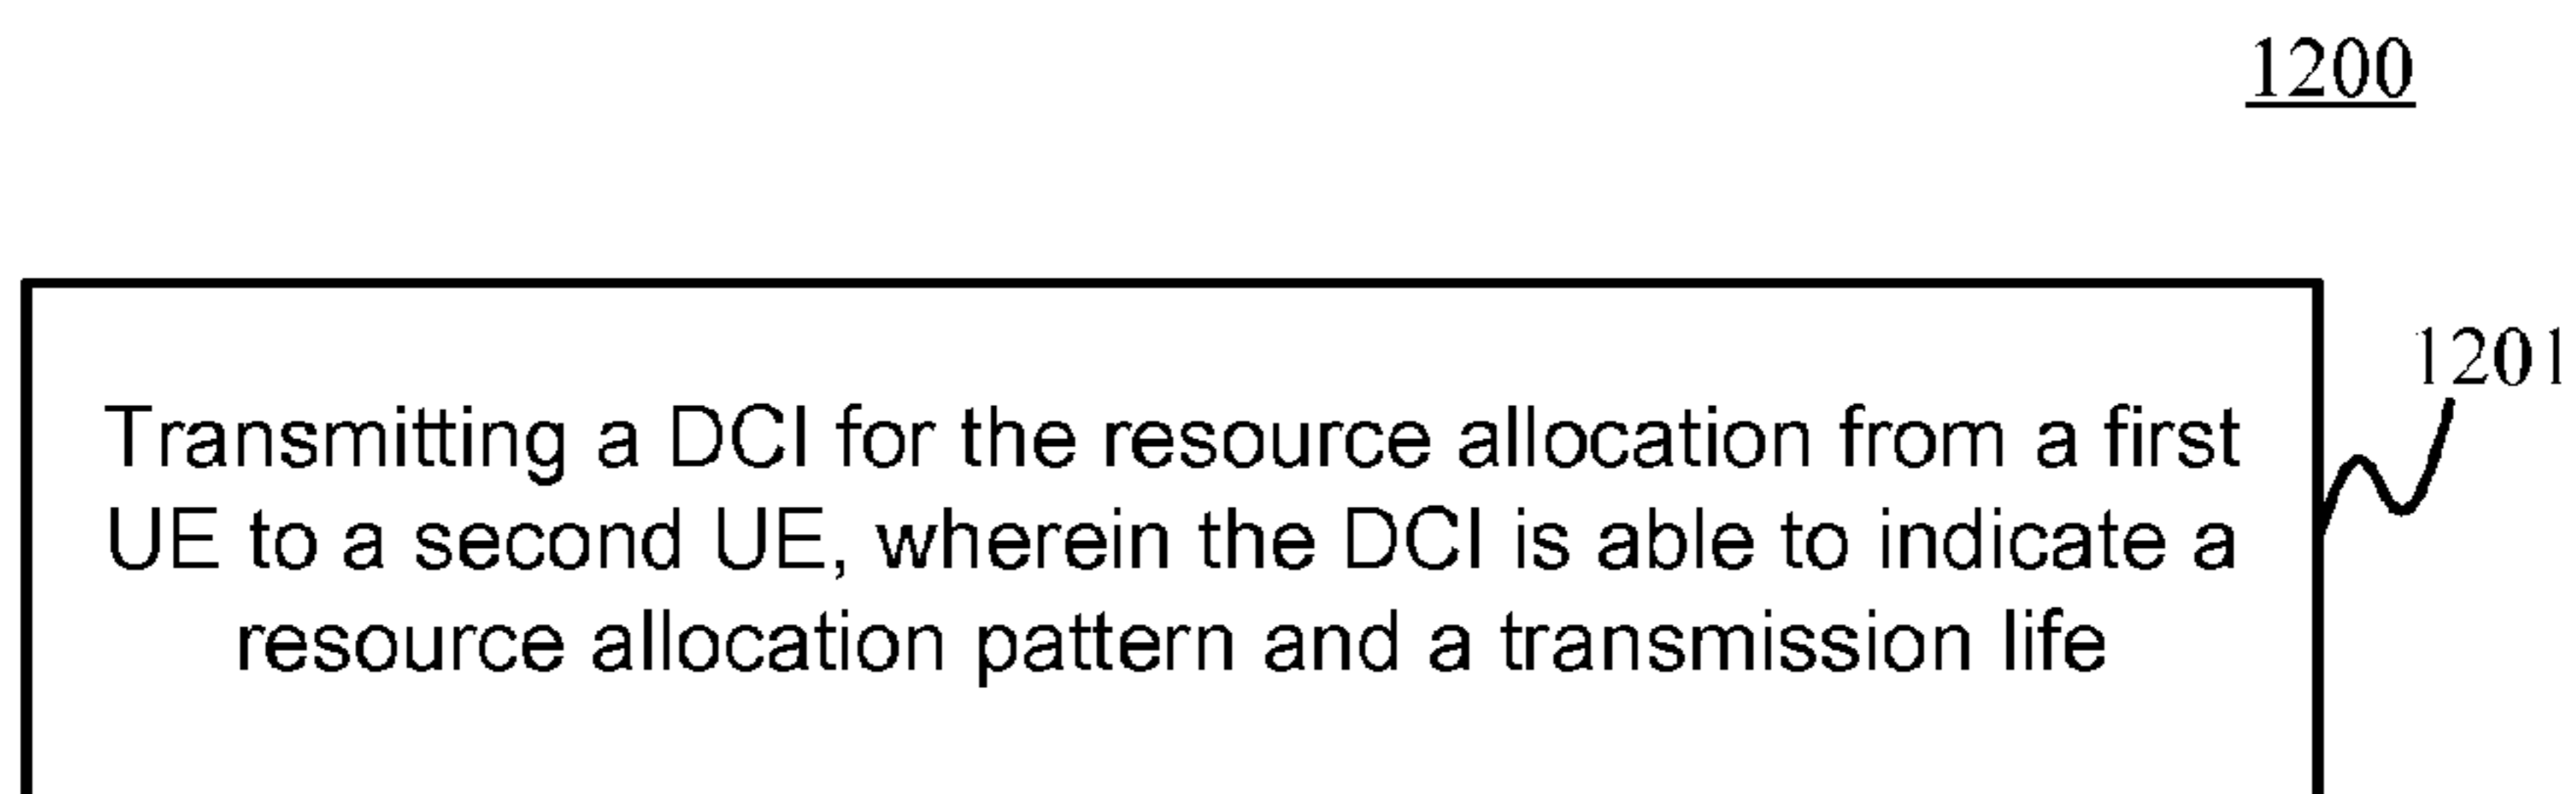 1200
1201
Transmitting a DCI for the resource allocation from a first
UE to a second UE, wherein the DCI is able to indicate a
resource allocation pattern and a transmission life